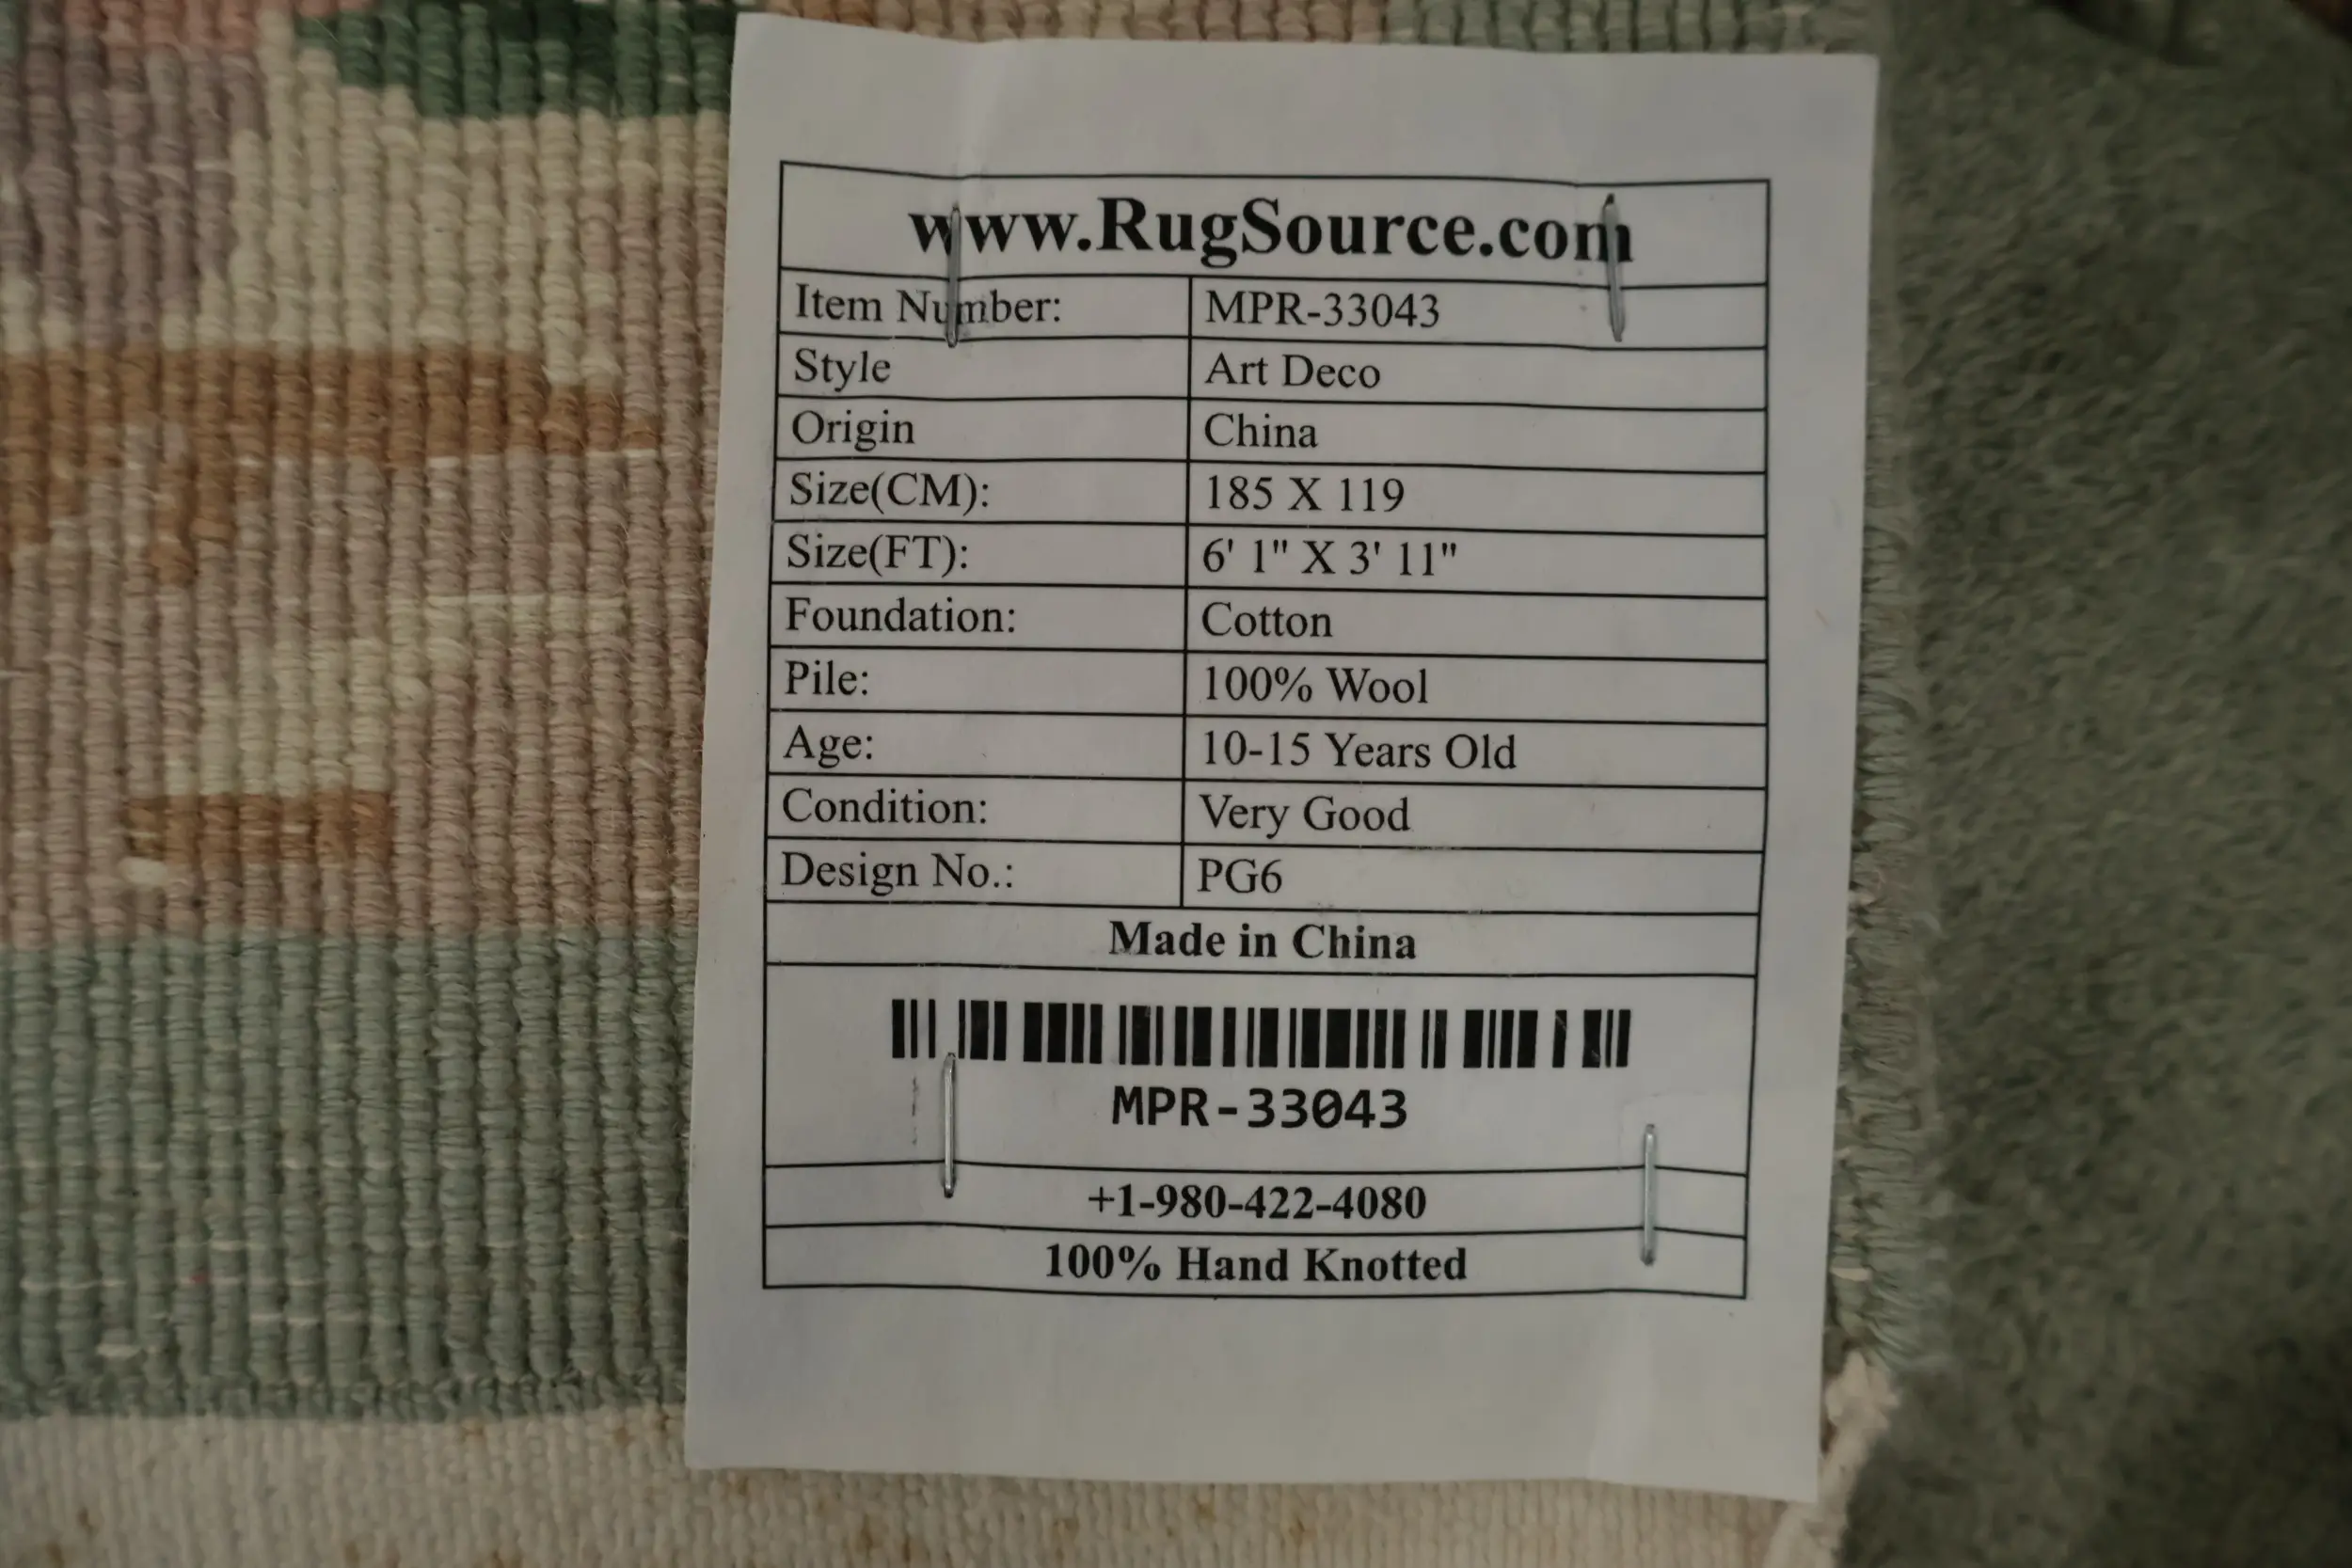 www.RugSource.com
Item Number: MPR-33043
Style Art Deco
Origin China
Size(CM): 185 X 119
Size(FT): 6' 1" X 3' 11"
Foundation: Cotton
Pile: 100% Wool
Age: 10-15 Years Old
Condition: Very Good
Design No.: PG6
Made in China
MPR-33043
+1-980-422-4080
100% Hand Knotted